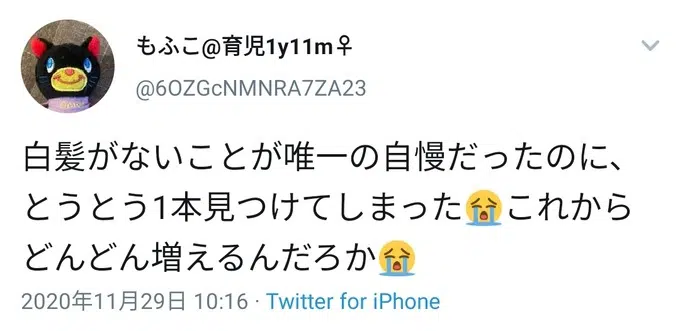 もふこ@育児1y11m♀
@6OZGcNMNRA7ZA23
白髪がないことが唯一の自慢だったのに、
とうとう1本見つけてしまった😭これから
どんどん増えるんだろか😭
2020年11月29日 10:16 · Twitter for iPhone